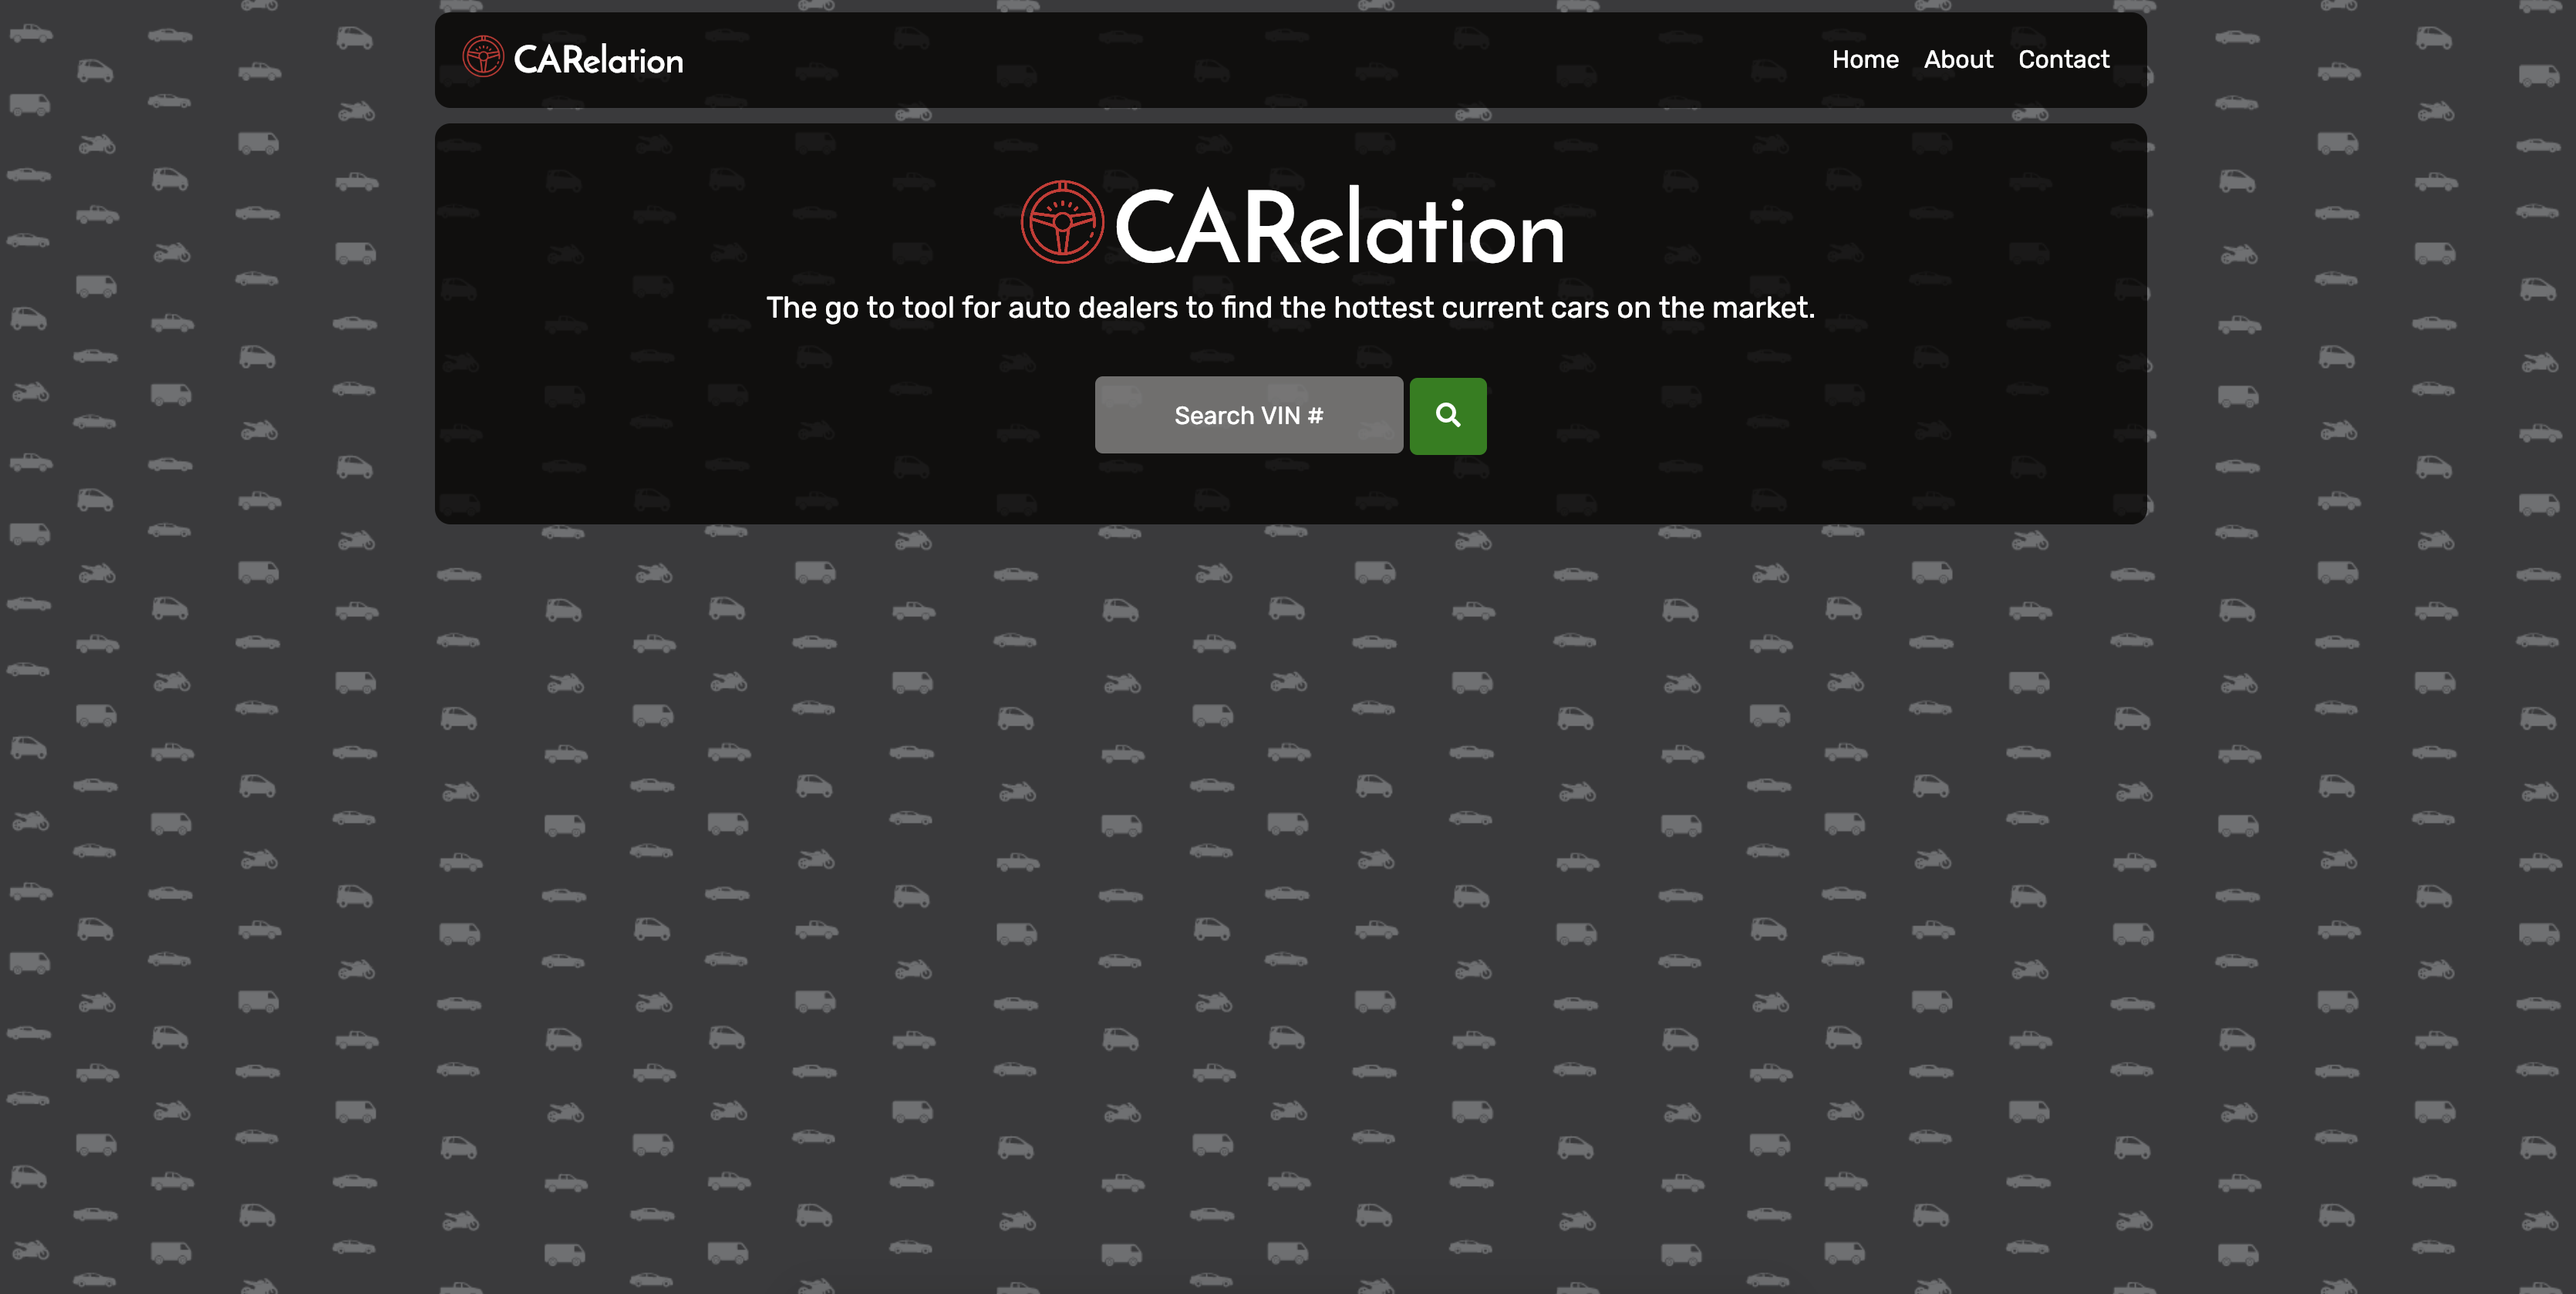 CARelation
Home About Contact
CARelation
The go to tool for auto dealers to find the hottest current cars on the market.
Search VIN #